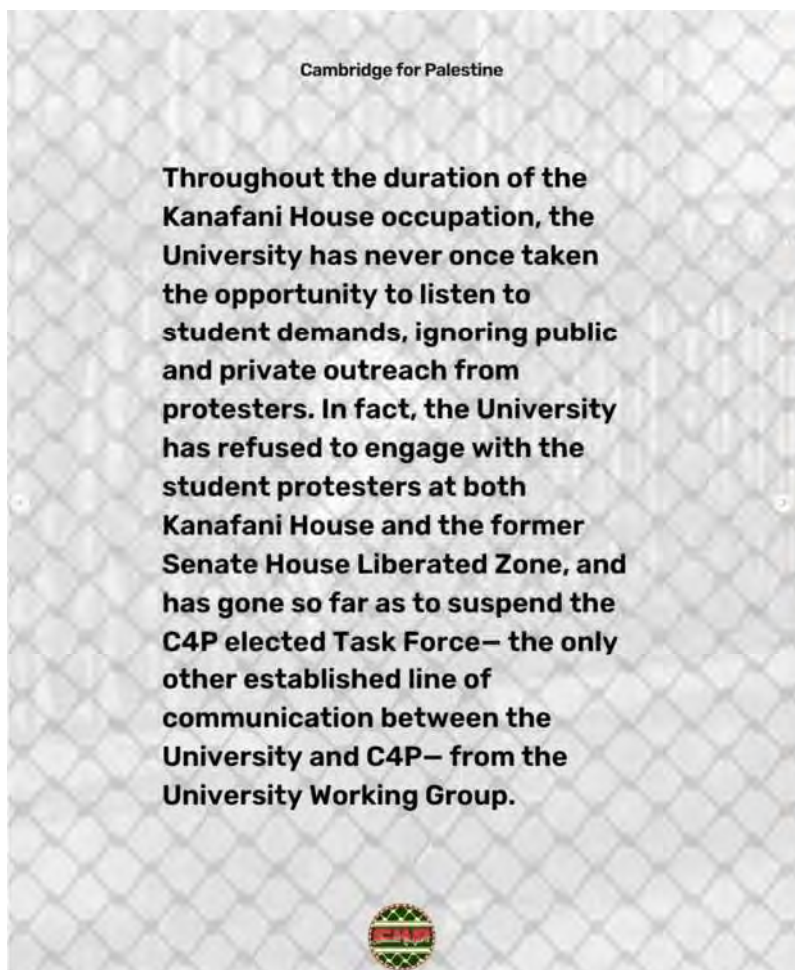 Cambridge for Palestine
Throughout the duration of the
Kanafani House occupation, the
University has never once taken
the opportunity to listen to
student demands, ignoring public
and private outreach from
protesters. In fact, the University
has refused to engage with the
student protesters at both
Kanafani House and the former
Senate House Liberated Zone, and
has gone so far as to suspend the
C4P elected Task Force— the only
other established line of
communication between the
University and C4P— from the
University Working Group.
C4P